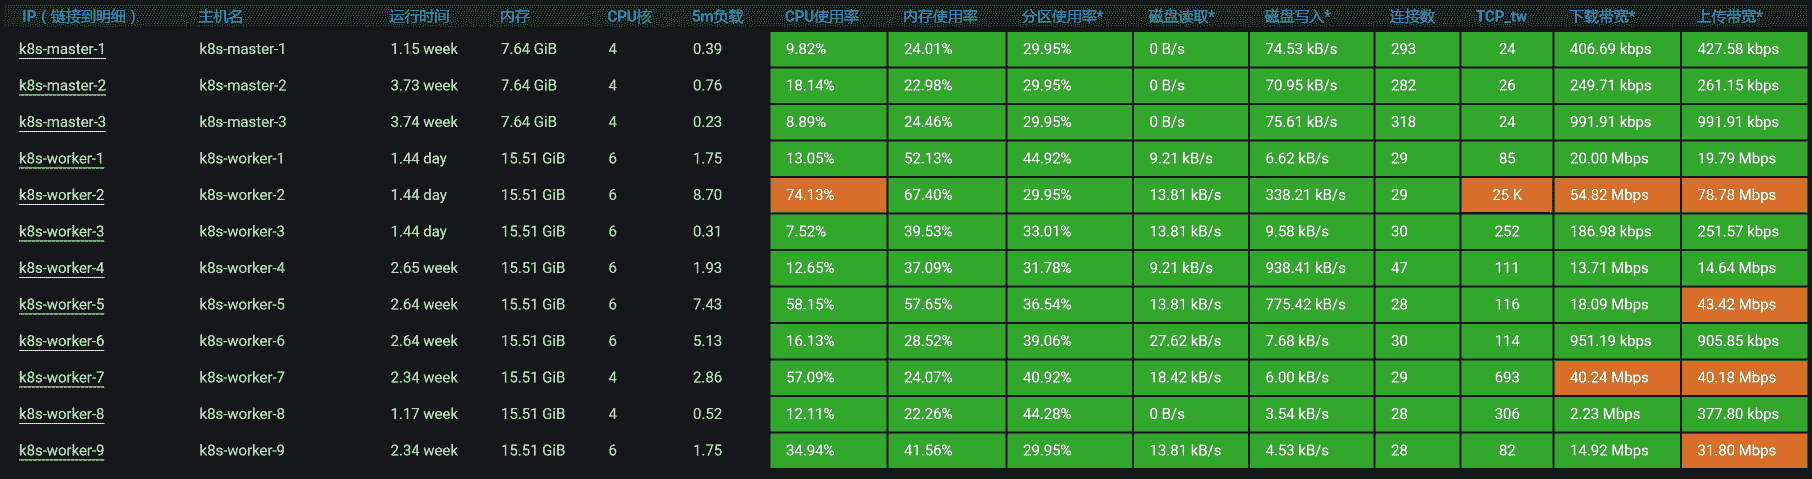 IP（链接到明细） 主机名 运行时间 内存 CPU核 5m负载 CPU使用率 内存使用率 分区使用率* 磁盘读取* 磁盘写入* 连接数 TCP_tw 下载带宽* 上传带宽*
k8s-master-1 k8s-master-1 1.15 week 7.64 GiB 4 0.39 9.82% 24.01% 29.95% 0 B/s 74.53 kB/s 293 24 406.69 kbps 427.58 kbps
k8s-master-2 k8s-master-2 3.73 week 7.64 GiB 4 0.76 18.14% 22.98% 29.95% 0 B/s 70.95 kB/s 282 26 249.71 kbps 261.15 kbps
k8s-master-3 k8s-master-3 3.74 week 7.64 GiB 4 0.23 8.89% 24.46% 29.95% 0 B/s 75.61 kB/s 318 24 991.91 kbps 991.91 kbps
k8s-worker-1 k8s-worker-1 1.44 day 15.51 GiB 6 1.75 13.05% 52.13% 44.92% 9.21 kB/s 6.62 kB/s 29 85 20.00 Mbps 19.79 Mbps
k8s-worker-2 k8s-worker-2 1.44 day 15.51 GiB 6 8.70 74.13% 67.40% 29.95% 13.81 kB/s 338.21 kB/s 29 25 K 54.82 Mbps 78.78 Mbps
k8s-worker-3 k8s-worker-3 1.44 day 15.51 GiB 6 0.31 7.52% 39.53% 33.01% 13.81 kB/s 9.58 kB/s 30 252 186.98 kbps 251.57 kbps
k8s-worker-4 k8s-worker-4 2.65 week 15.51 GiB 6 1.93 12.65% 37.09% 31.78% 9.21 kB/s 938.41 kB/s 47 111 13.71 Mbps 14.64 Mbps
k8s-worker-5 k8s-worker-5 2.64 week 15.51 GiB 6 7.43 58.15% 57.65% 36.54% 13.81 kB/s 775.42 kB/s 28 116 18.09 Mbps 43.42 Mbps
k8s-worker-6 k8s-worker-6 2.64 week 15.51 GiB 6 5.13 16.13% 28.52% 39.06% 27.62 kB/s 7.68 kB/s 30 114 951.19 kbps 905.85 kbps
k8s-worker-7 k8s-worker-7 2.34 week 15.51 GiB 4 2.86 57.09% 24.07% 40.92% 18.42 kB/s 6.00 kB/s 29 693 40.24 Mbps 40.18 Mbps
k8s-worker-8 k8s-worker-8 1.17 week 15.51 GiB 4 0.52 12.11% 22.26% 44.28% 0 B/s 3.54 kB/s 28 306 2.23 Mbps 377.80 kbps
k8s-worker-9 k8s-worker-9 2.34 week 15.51 GiB 6 1.75 34.94% 41.56% 29.95% 13.81 kB/s 4.53 kB/s 28 82 14.92 Mbps 31.80 Mbps